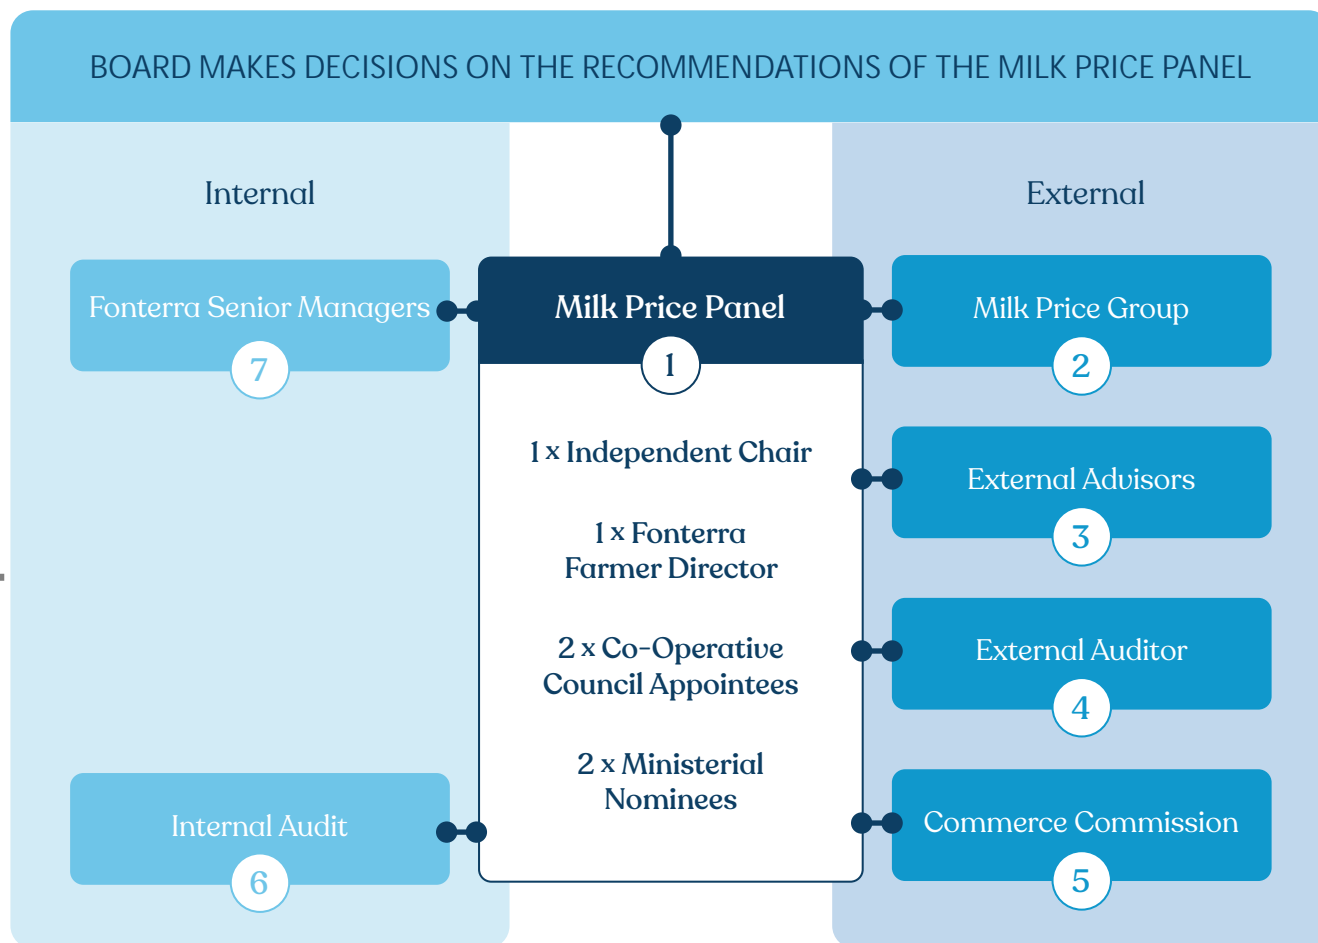 BOARD MAKES DECISIONS ON THE RECOMMENDATIONS OF THE MILK PRICE PANEL
Internal
External
Fonterra Senior Managers
7
Milk Price Panel
1
Milk Price Group
2
1 x Independent Chair
1 x Fonterra
Farmer Director
2 x Co-Operative
Council Appointees
2 x Ministerial
Nominees
External Advisors
3
External Auditor
4
Internal Audit
6
Commerce Commission
5